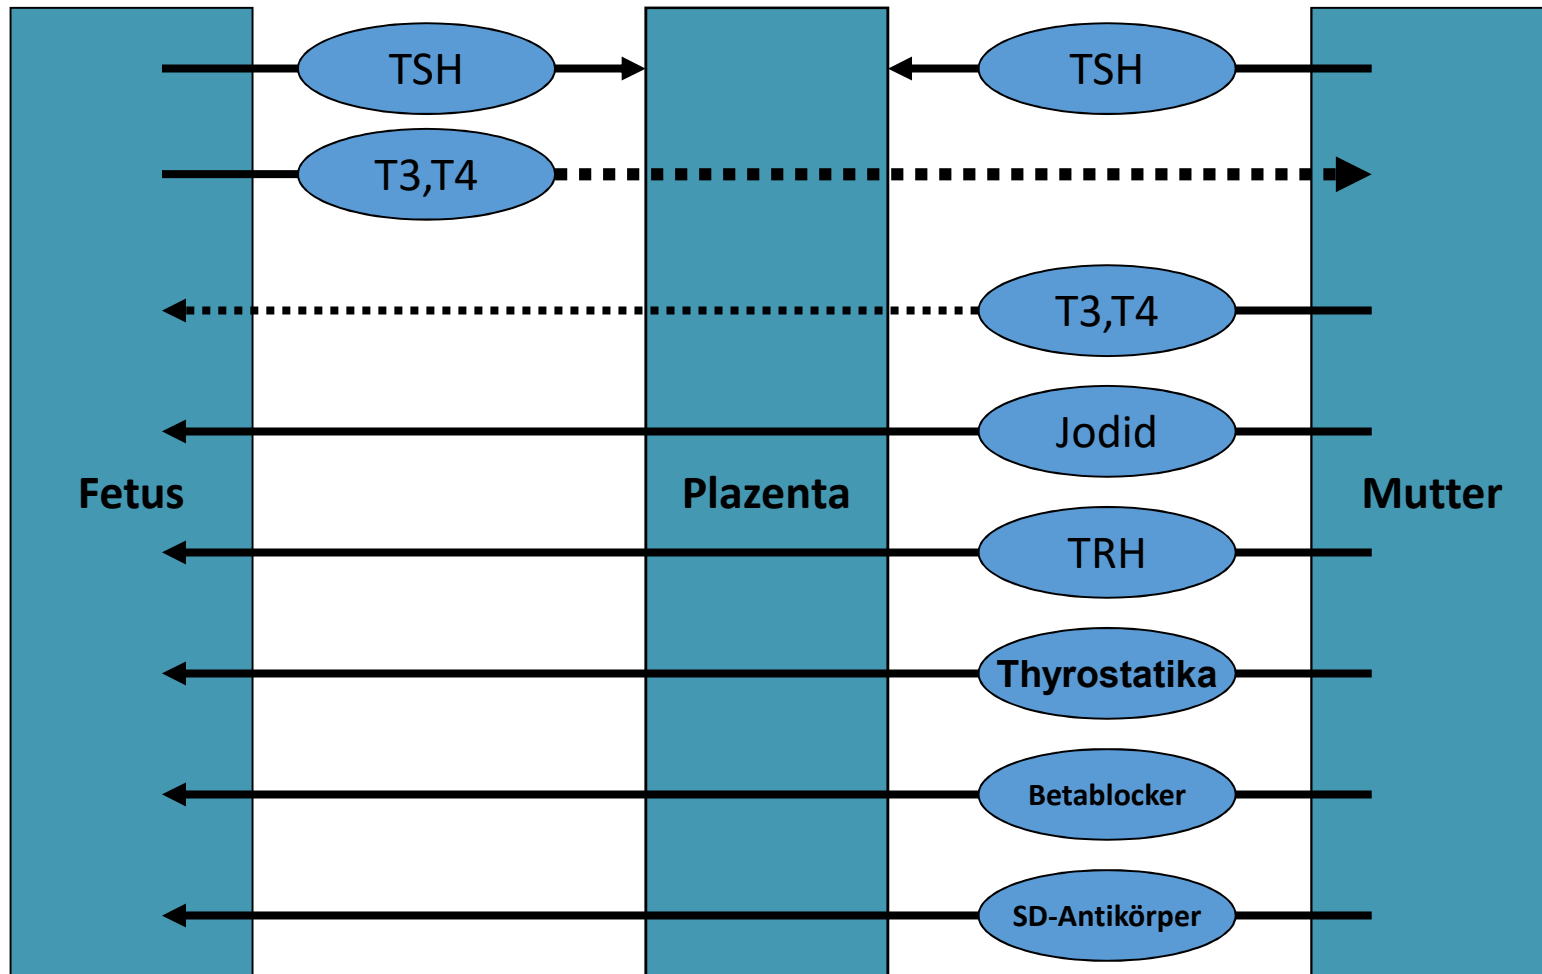 TSH
TSH
T3,T4
T3,T4
Jodid
Fetus
Plazenta
Mutter
TRH
Thyrostatika
Betablocker
SD-Antikörper